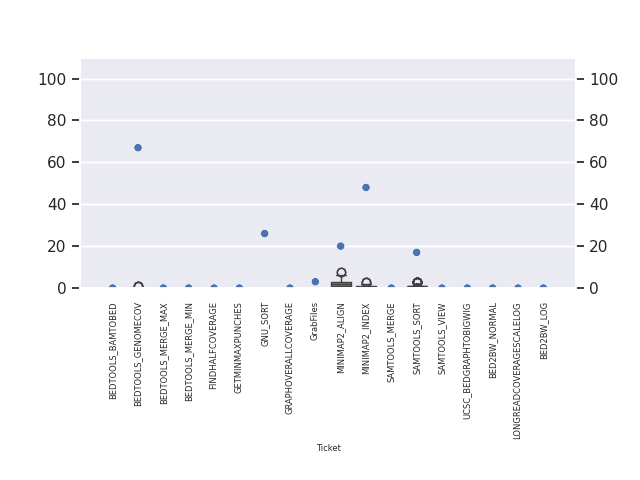 100 100
80 80
60 60
40 40
20 20
0 0
BEDTOOLS_BAMTOBED
BEDTOOLS_GENOMECOV
BEDTOOLS_MERGE_MAX
BEDTOOLS_MERGE_MIN
FINDHALFCOVERAGE
GETMINMAXPUNCHES
GNU_SORT
GRAPHOVERALLCOVERAGE
GrabFiles
MINIMAP2_ALIGN
MINIMAP2_INDEX
SAMTOOLS_MERGE
SAMTOOLS_SORT
SAMTOOLS_VIEW
UCSC_BEDGRAPHTOBIGWIG
BED2BW_NORMAL
LONGREADCOVERAGESCALELOG
BED2BW_LOG
Ticket